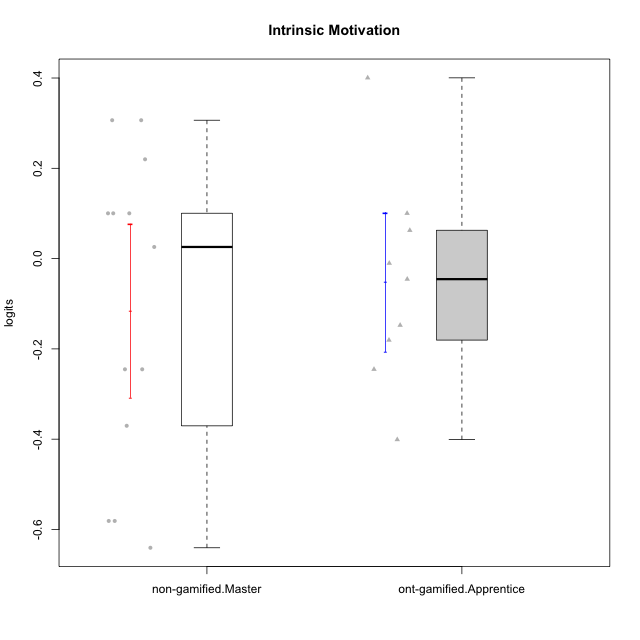 Intrinsic Motivation
logits
0.4
0.2
0.0
-0.2
-0.4
-0.6
non-gamified.Master
ont-gamified.Apprentice